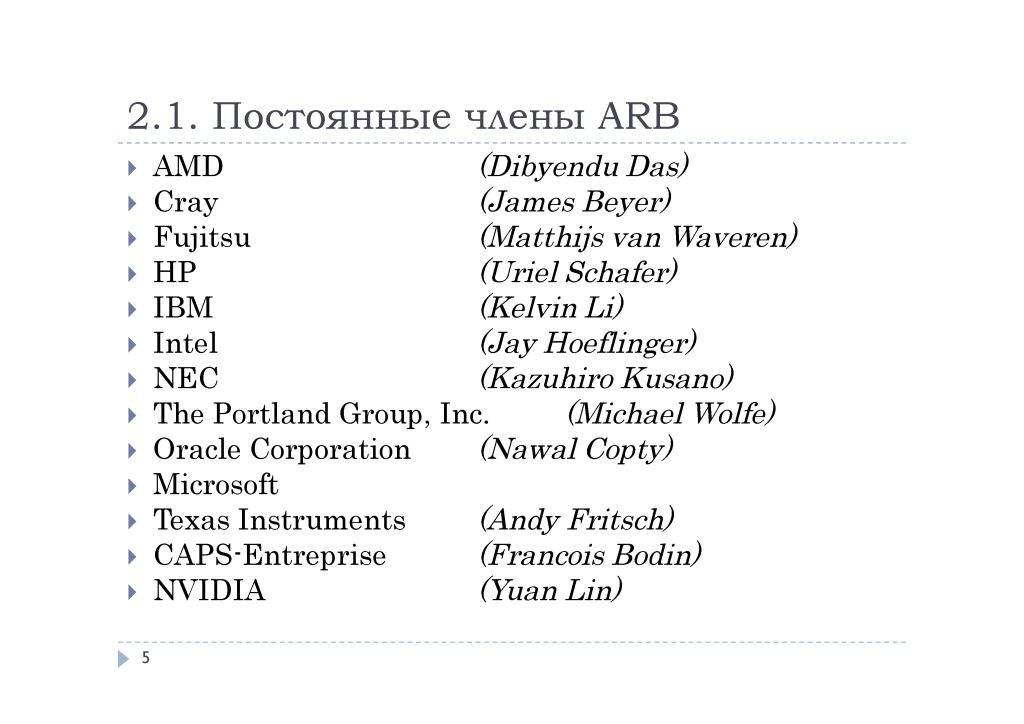 2.1. Постоянные члены ARB
AMD (Dibyendu Das)
Cray (James Beyer)
Fujitsu (Matthijs van Waveren)
HP (Uriel Schafer)
IBM (Kelvin Li)
Intel (Jay Hoeflinger)
NEC (Kazuhiro Kusano)
The Portland Group, Inc. (Michael Wolfe)
Oracle Corporation (Nawal Copty)
Microsoft
Texas Instruments (Andy Fritsch)
CAPS-Entreprise (Francois Bodin)
NVIDIA (Yuan Lin)
5